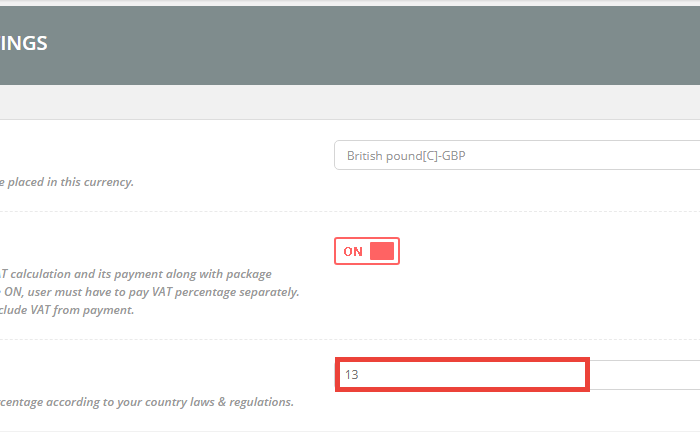 INGS
British pound[C]-GBP
e placed in this currency.
ON
AT calculation and its payment along with package
ON, user must have to pay VAT percentage separately.
clude VAT from payment.
13
rcentage according to your country laws & regulations.